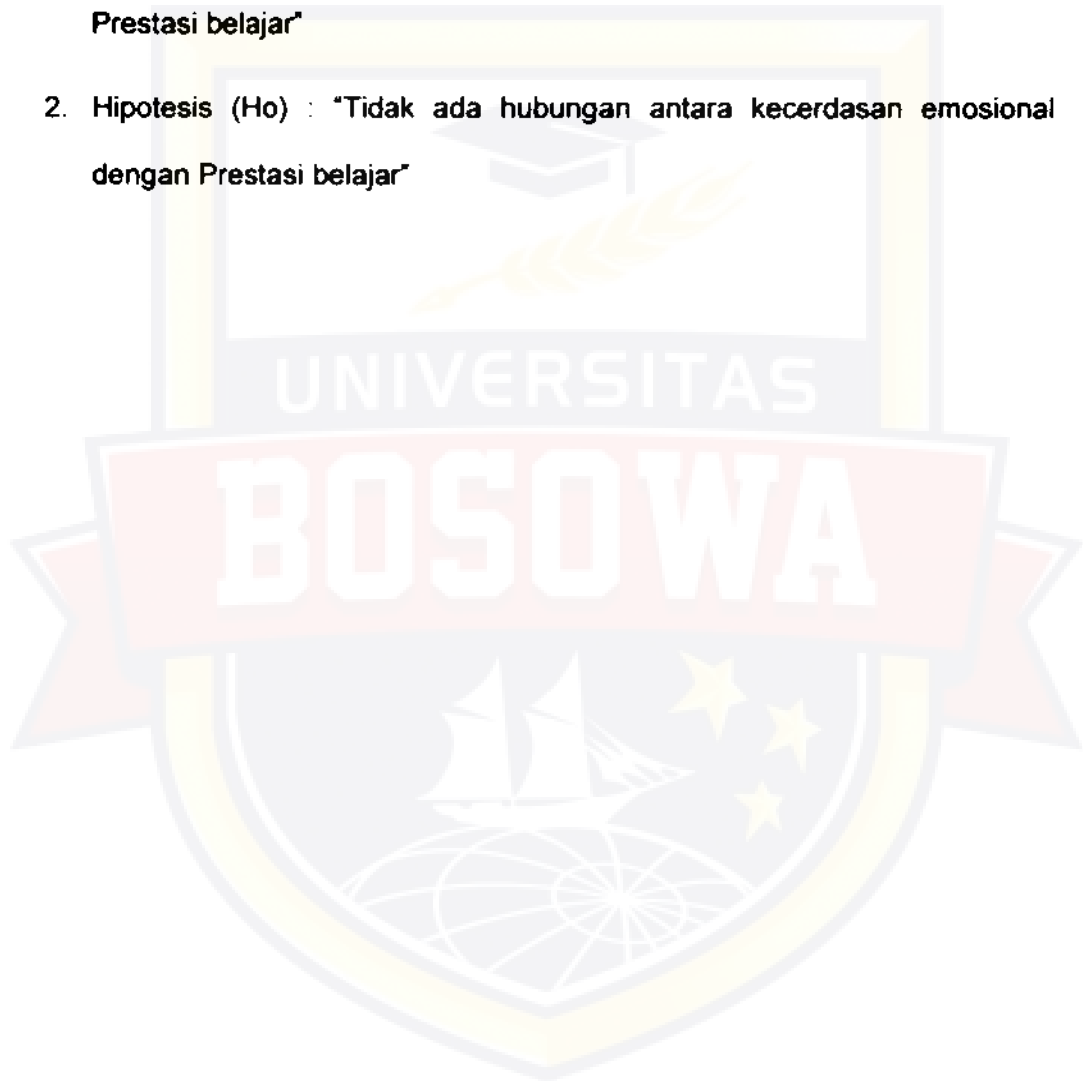 Prestasi belajar"
2. Hipotesis (Ho) : "Tidak ada hubungan antara kecerdasan emosional
dengan Prestasi belajar"
UNIVERSITAS
BOSOWA